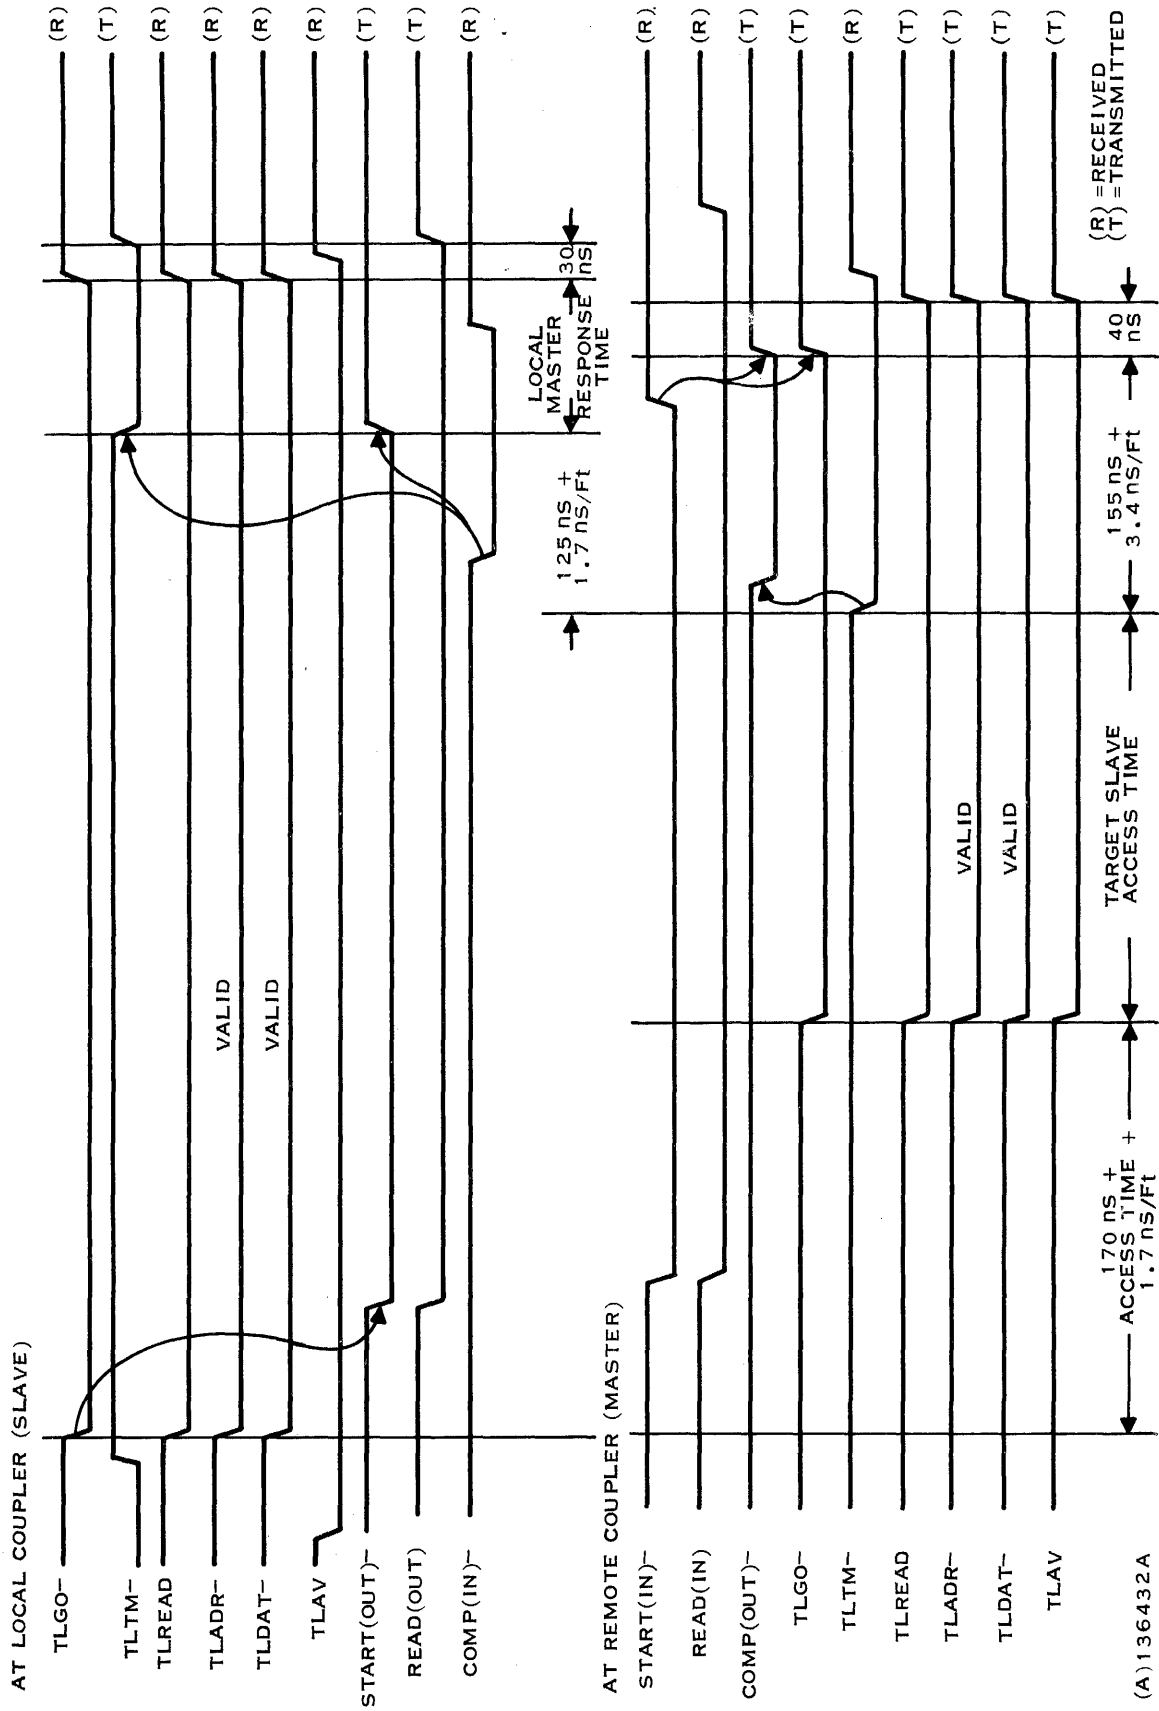 AT LOCAL COUPLER (SLAVE)
TLGO– (R)
TLTM– (T)
TLREAD (R)
TLADR– VALID (R)
TLDAT– VALID (R)
TLAV (R)
START(OUT)– (T)
READ(OUT) (T)
COMP(IN)– (R)
125 ns +
1.7 ns/Ft
LOCAL
MASTER
RESPONSE
TIME
30
ns
AT REMOTE COUPLER (MASTER)
START(IN)– (R)
READ(IN) (R)
COMP(OUT)– (T)
TLGO– (T)
TLTM– (R)
TLREAD (T)
TLADR– VALID (T)
TLDAT– VALID (T)
TLAV (T)
170 ns +
ACCESS TIME +
1.7 ns/Ft
TARGET SLAVE
ACCESS TIME
155 ns +
3.4 ns/Ft
40
ns
(R) = RECEIVED
(T) = TRANSMITTED
(A)136432A